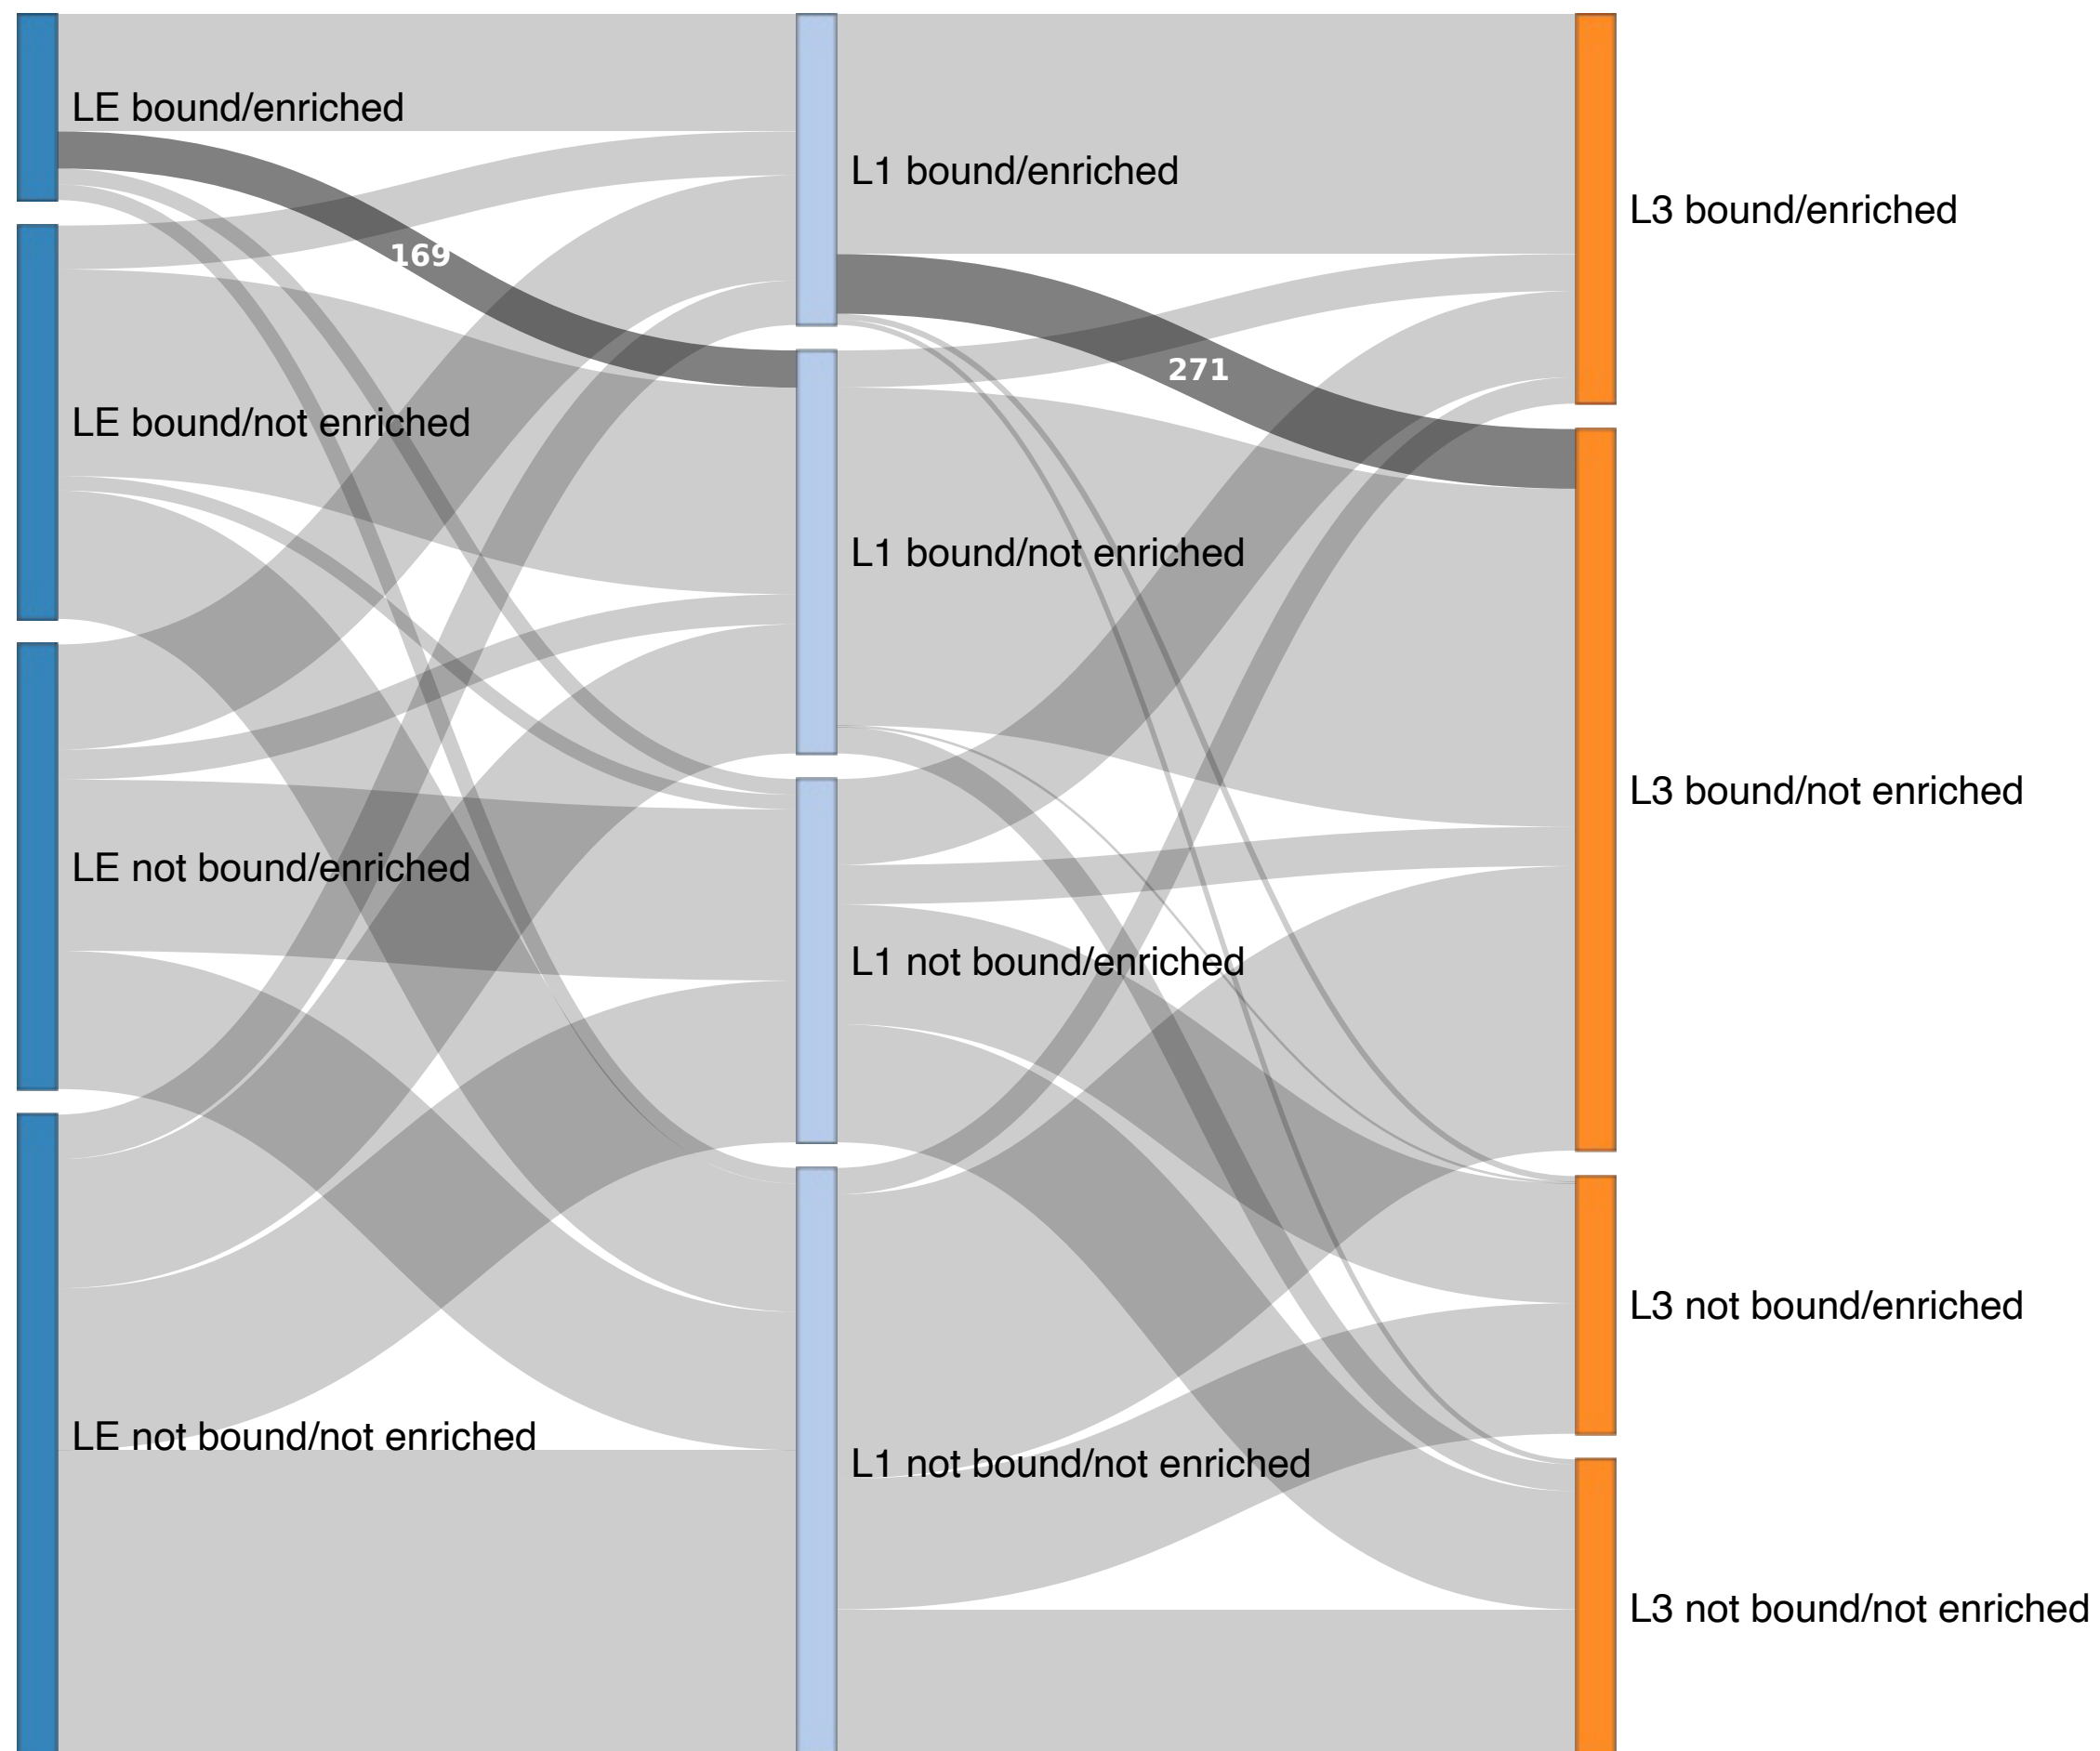 LE bound/enriched
169
LE bound/not enriched
LE not bound/enriched
LE not bound/not enriched
L1 bound/enriched
271
L1 bound/not enriched
L1 not bound/enriched
L1 not bound/not enriched
L3 bound/enriched
L3 bound/not enriched
L3 not bound/enriched
L3 not bound/not enriched